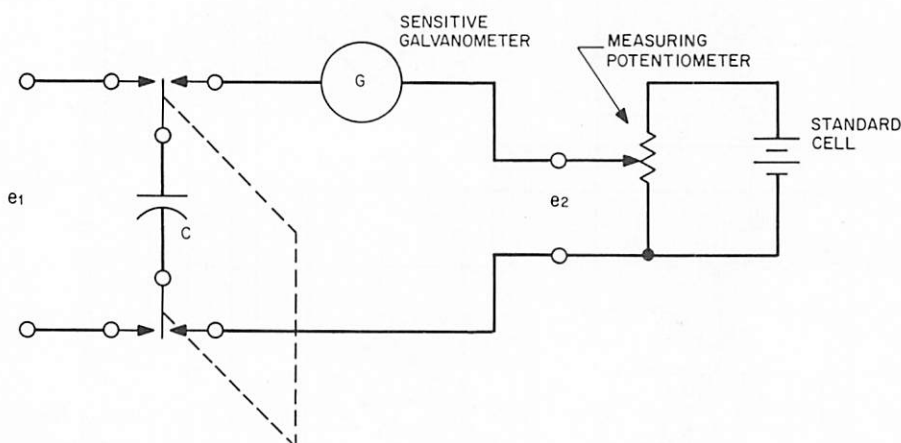 SENSITIVE
GALVANOMETER
MEASURING
POTENTIOMETER
G
STANDARD
CELL
e1
e2
C